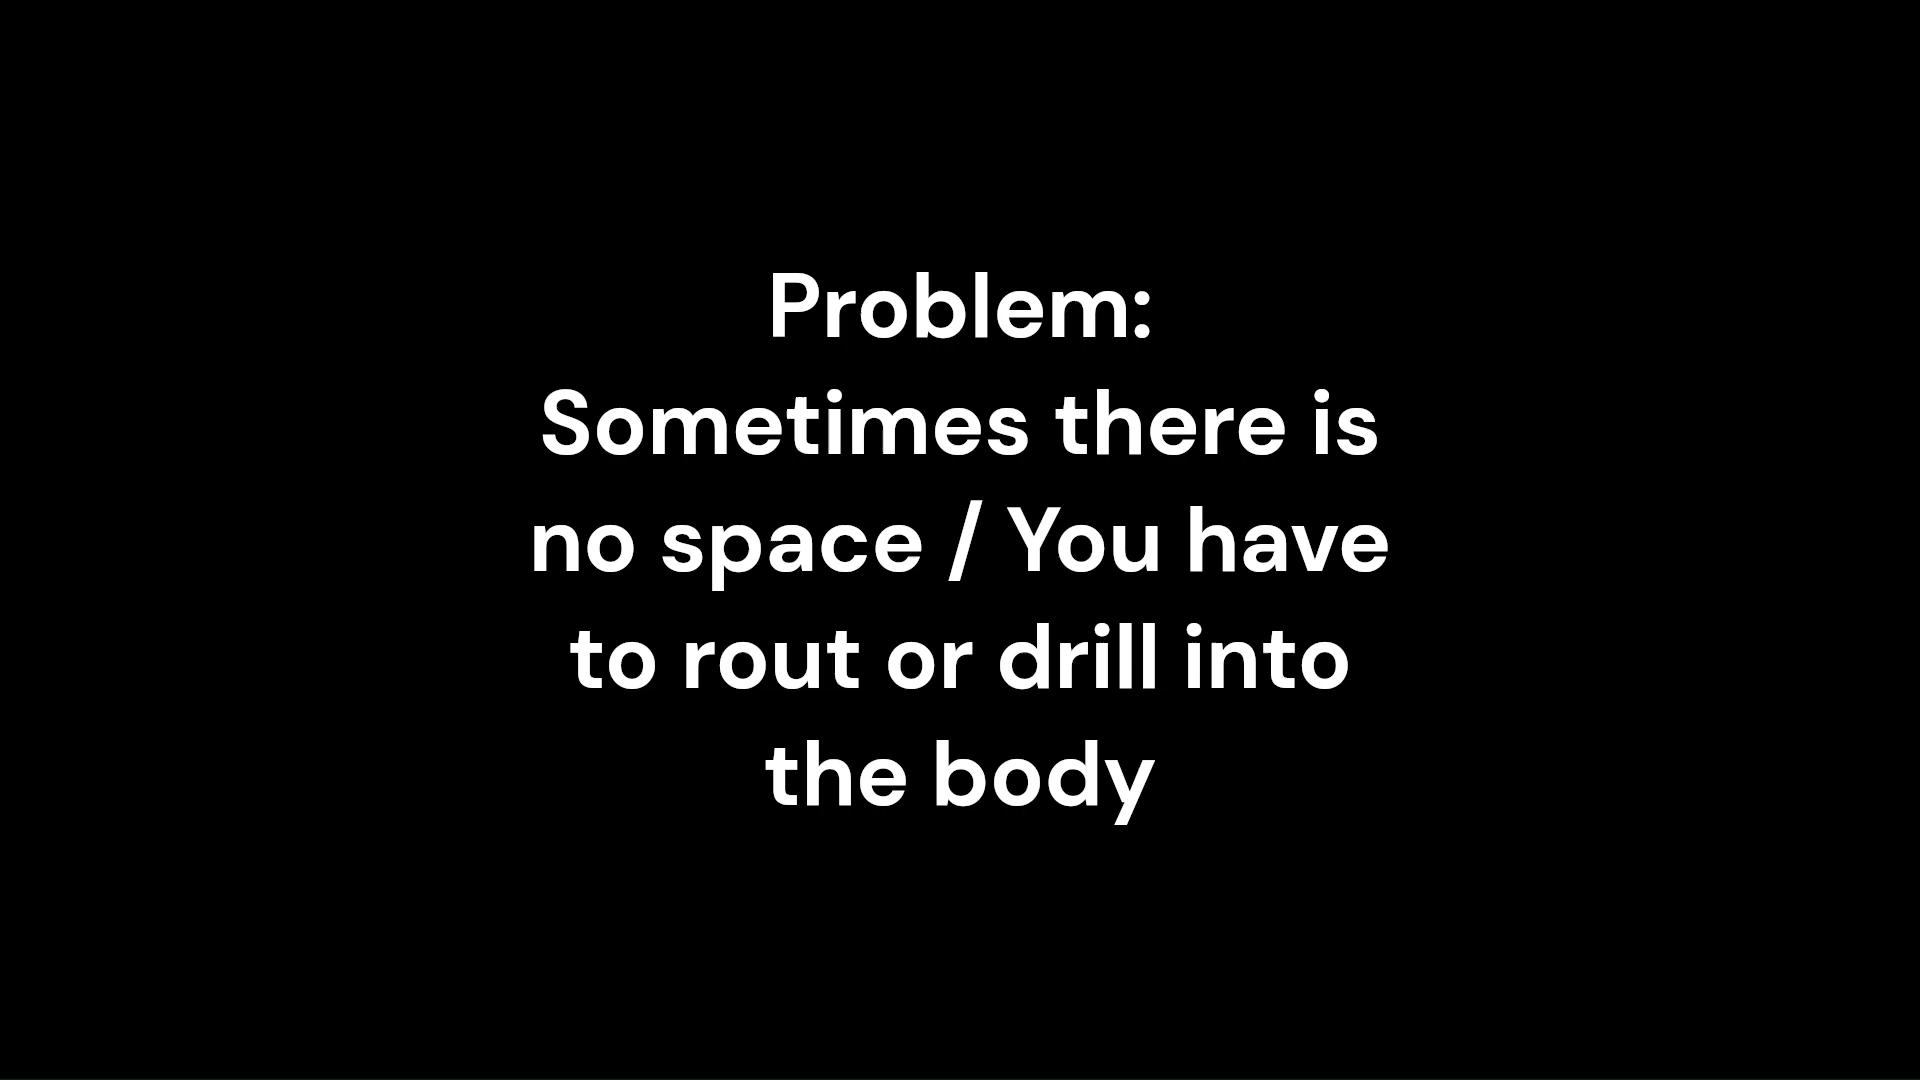 Problem:
Sometimes there is
no space / You have
to rout or drill into
the body